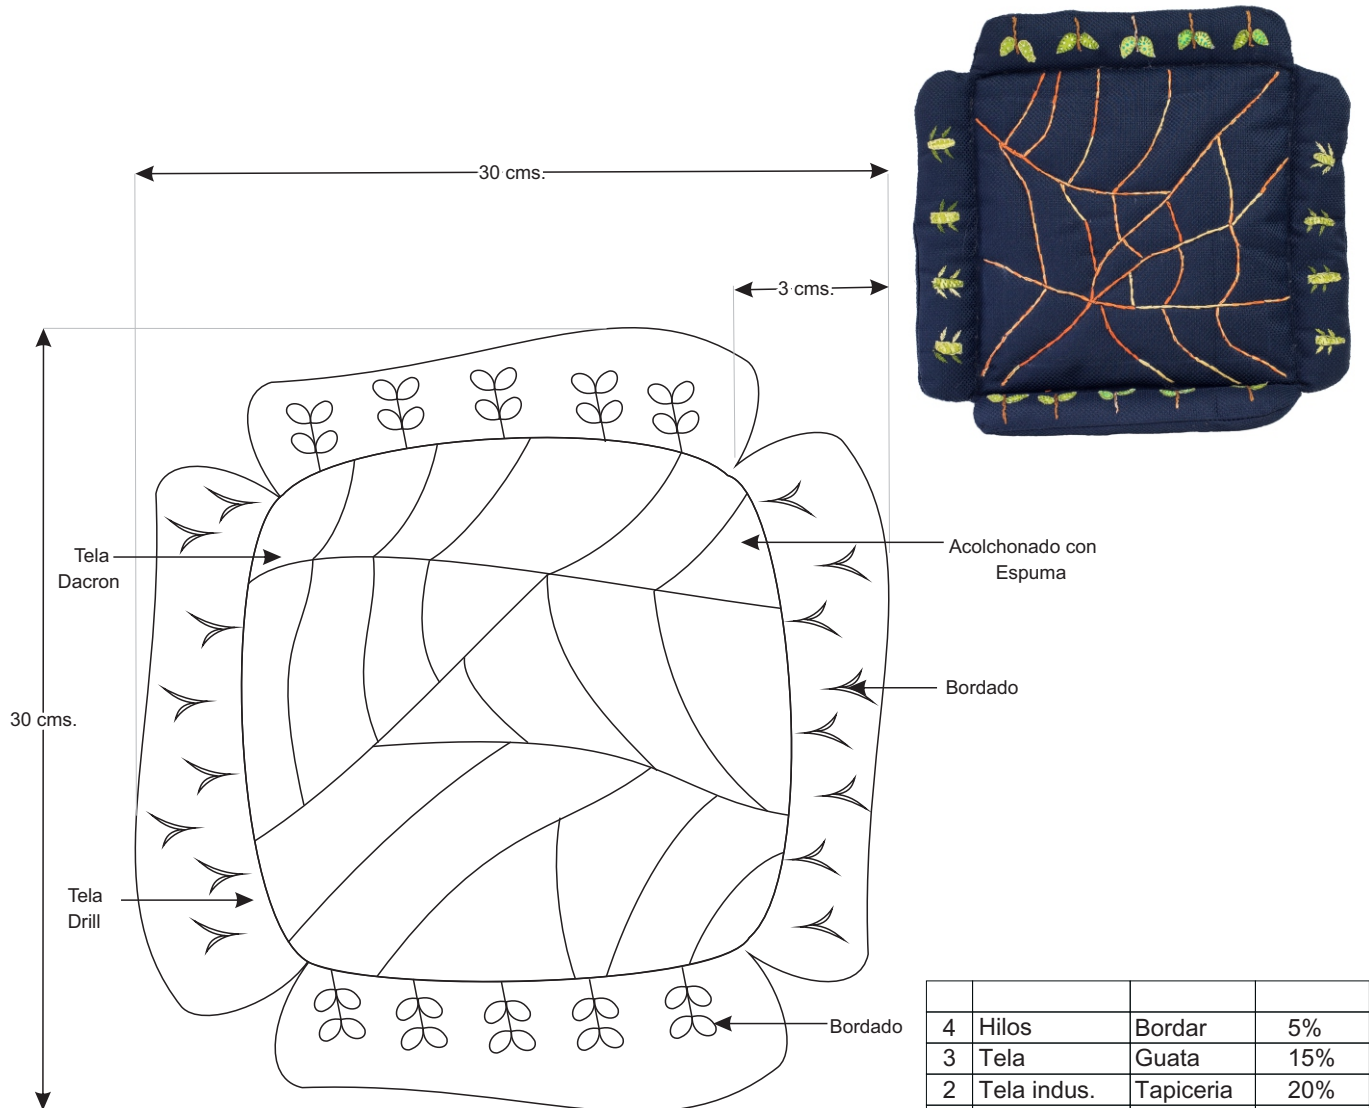 30 cms.
3 cms.
Tela
Dacron
Acolchonado con
Espuma
Bordado
30 cms.
Tela
Drill
Bordado
4 Hilos Bordar 5%
3 Tela Guata 15%
2 Tela indus. Tapiceria 20%